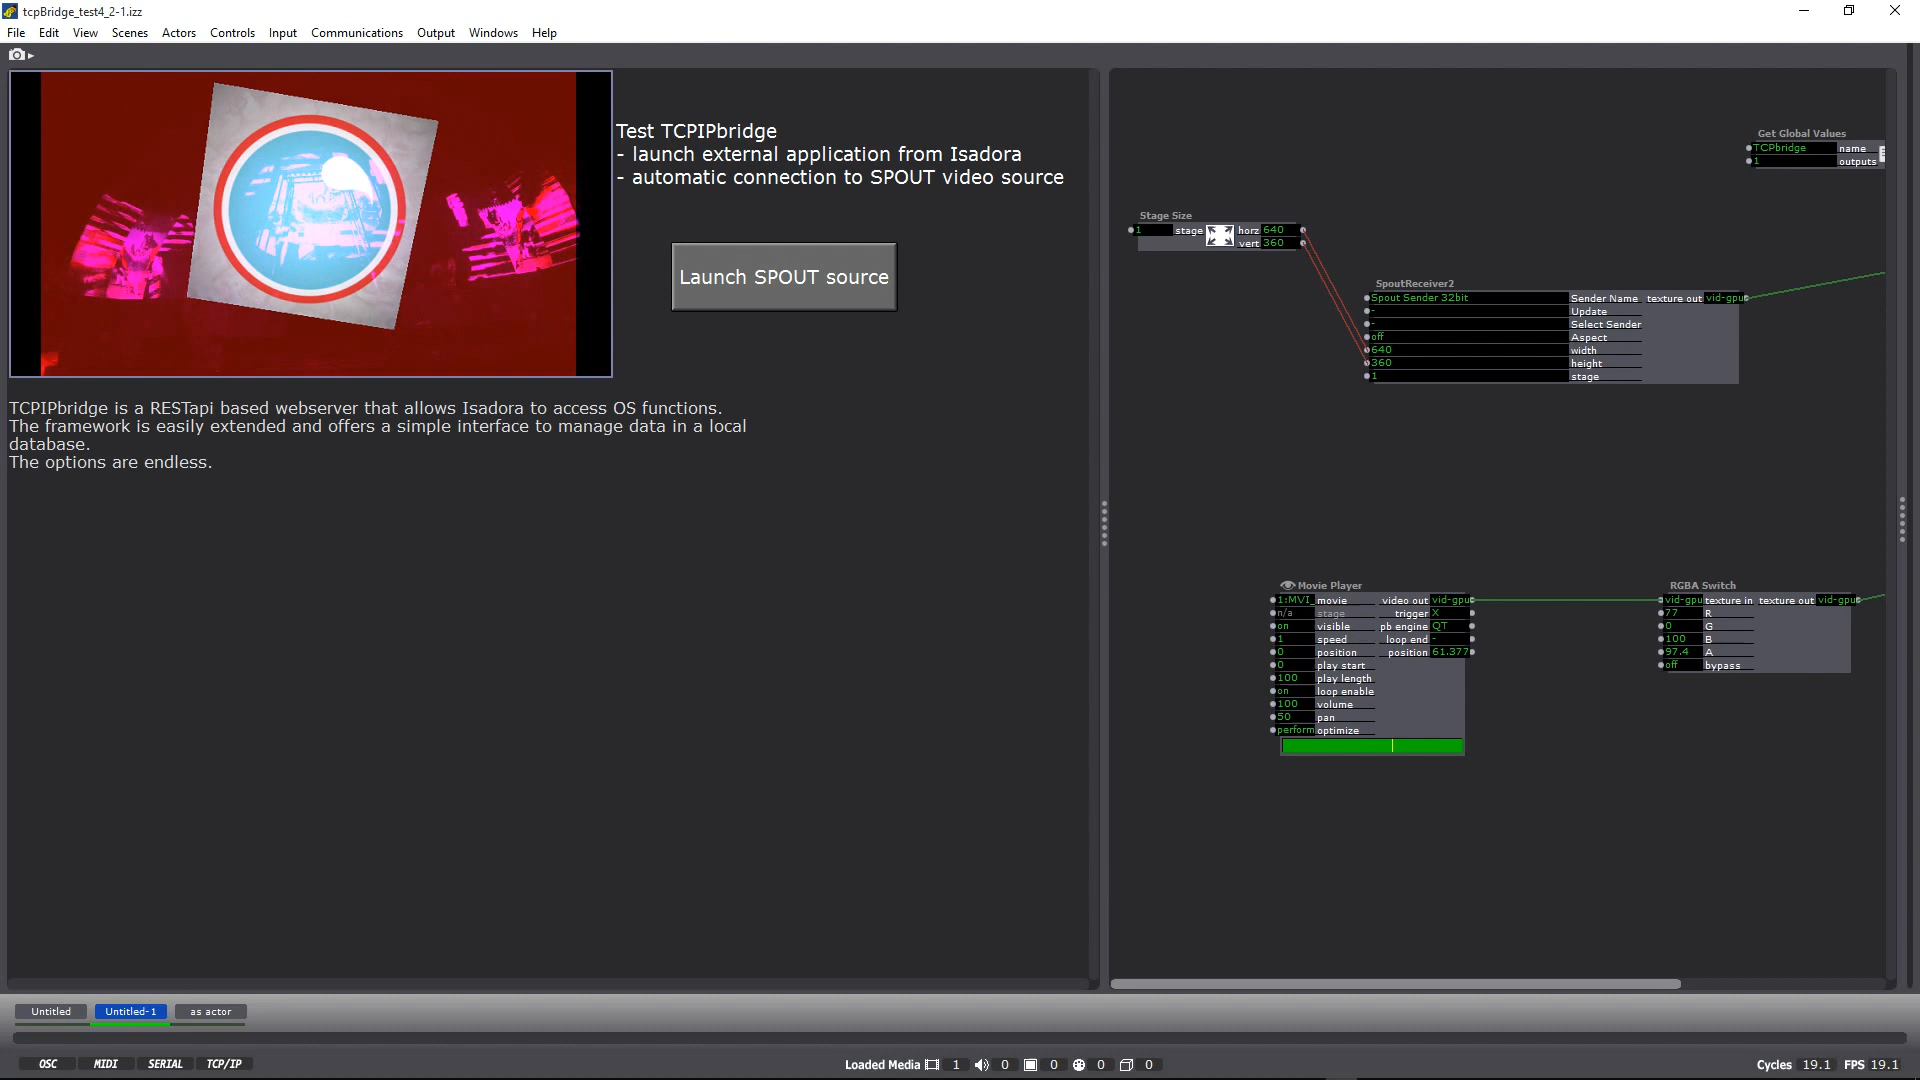 tcpBridge_test4_2-1.izz
File Edit View Scenes Actors Controls Input Communications Output Windows Help
Test TCPIPbridge
- launch external application from Isadora
- automatic connection to SPOUT video source
Launch SPOUT source
TCPIPbridge is a RESTapi based webserver that allows Isadora to access OS functions.
The framework is easily extended and offers a simple interface to manage data in a local
database.
The options are endless.
Get Global Values
TCPbridge name
1 outputs
Stage Size
1 stage horz 640
vert 360
SpoutReceiver2
Spout Sender 32bit Sender Name texture out vid-gpu
- Update
- Select Sender
off Aspect
640 width
360 height
1 stage
Movie Player
1:MVI_ movie video out vid-gpu
n/a stage trigger X
on visible pb engine QT
1 speed loop end -
0 position position 61.377
0 play start
100 play length
on loop enable
100 volume
50 pan
perform optimize
RGBA Switch
vid-gpu texture in texture out vid-gpu
77 R
0 G
100 B
97.4 A
off bypass
Untitled Untitled-1 as actor
OSC MIDI SERIAL TCP/IP
Loaded Media 1 0 0 0 0
Cycles 19.1 FPS 19.1